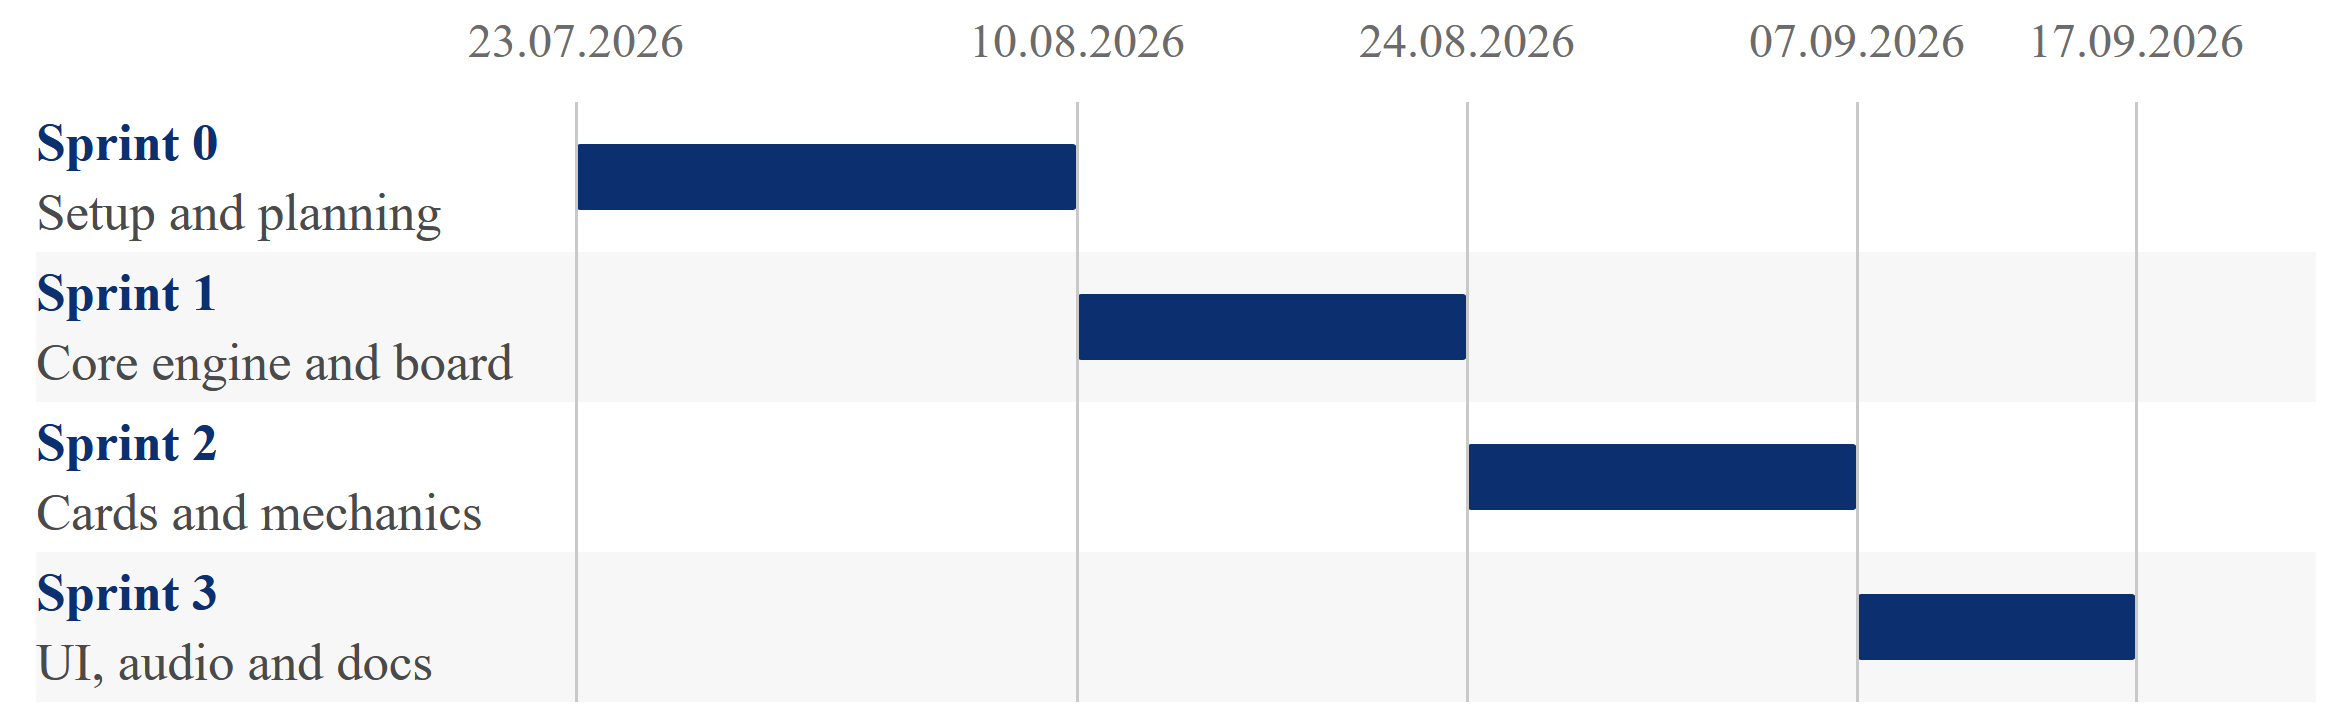 23.07.2026 10.08.2026 24.08.2026 07.09.2026 17.09.2026
Sprint 0
Setup and planning
Sprint 1
Core engine and board
Sprint 2
Cards and mechanics
Sprint 3
UI, audio and docs